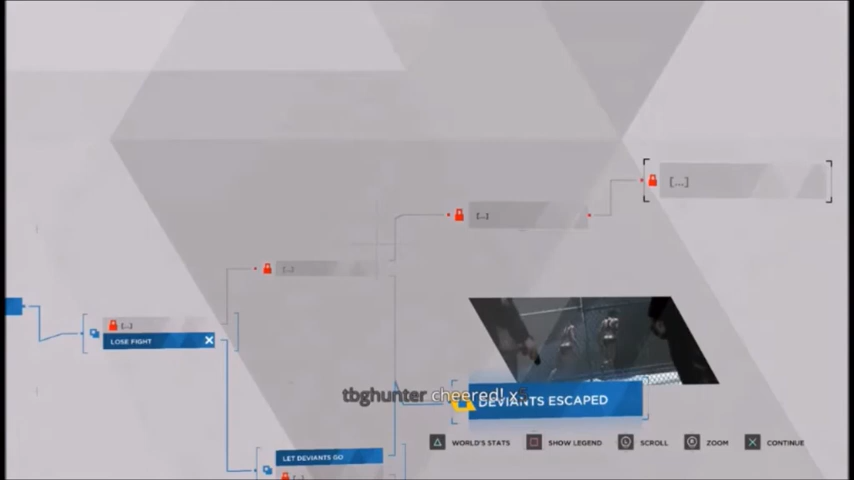 [...]
[...]
[...]
[...]
LOSE FIGHT
tbghunter cheered! x5
DEVIANTS ESCAPED
WORLD'S STATS
SHOW LEGEND
SCROLL
ZOOM
CONTINUE
LET DEVIANTS GO
[...]